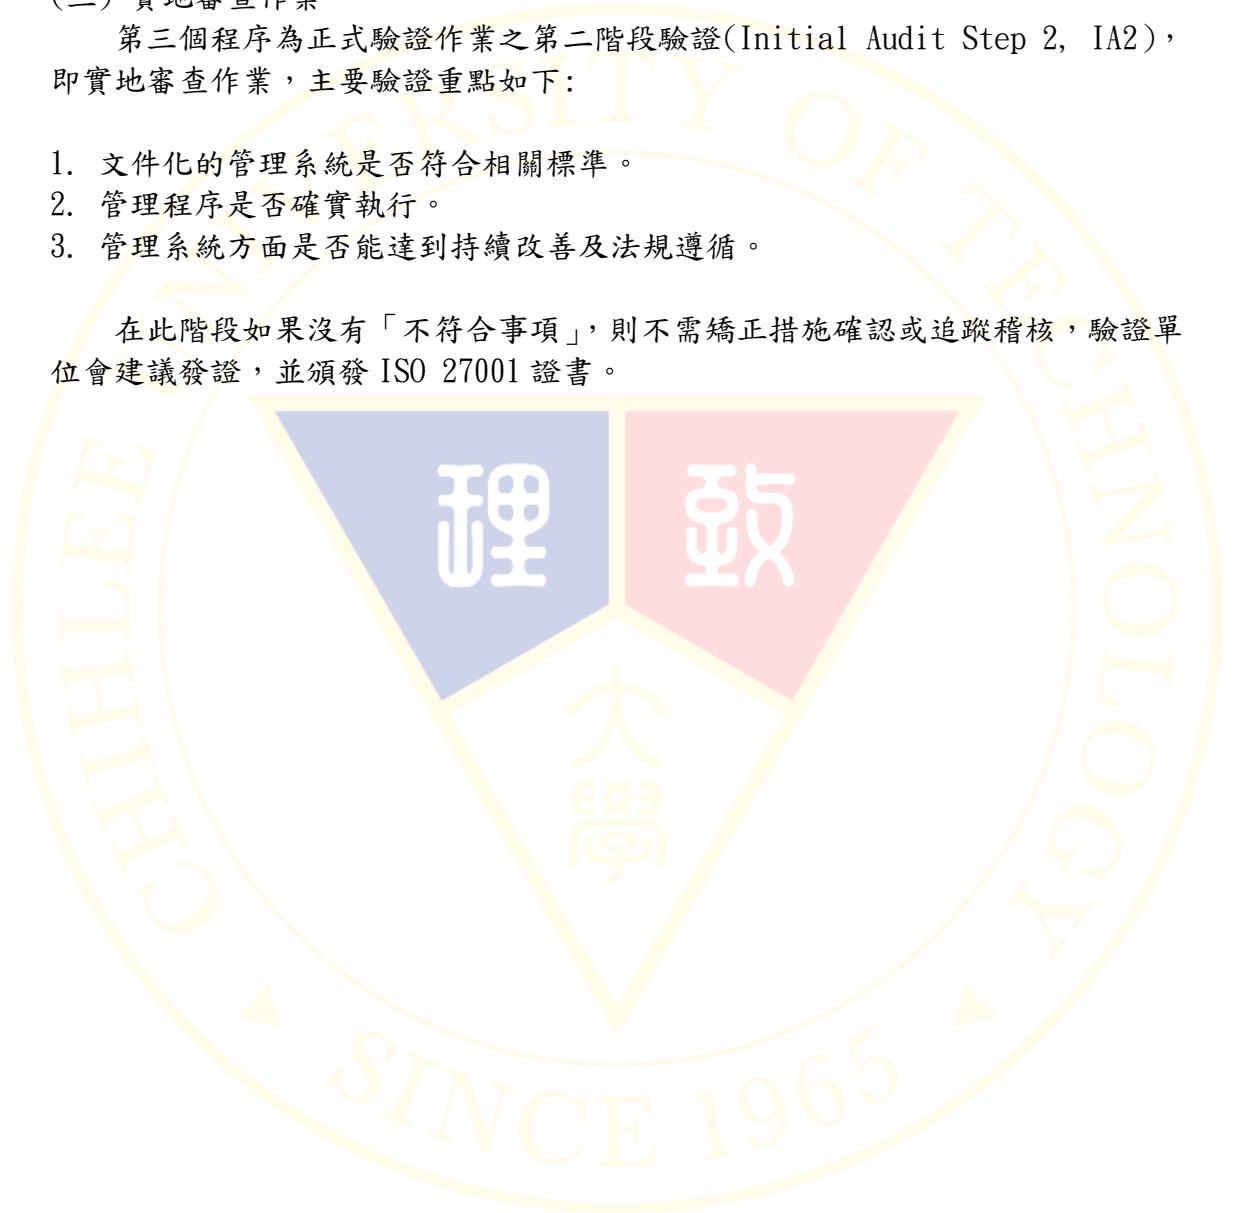 (二) 實地審查作業
第三個程序為正式驗證作業之第二階段驗證(Initial Audit Step 2, IA2)，
即實地審查作業，主要驗證重點如下:
1. 文件化的管理系統是否符合相關標準。
2. 管理程序是否確實執行。
3. 管理系統方面是否能達到持續改善及法規遵循。
在此階段如果沒有「不符合事項」，則不需矯正措施確認或追蹤稽核，驗證單
位會建議發證，並頒發 ISO 27001 證書。
CHIHLEE UNIVERSITY OF TECHNOLOGY
理 致
大
學
SINCE 1965